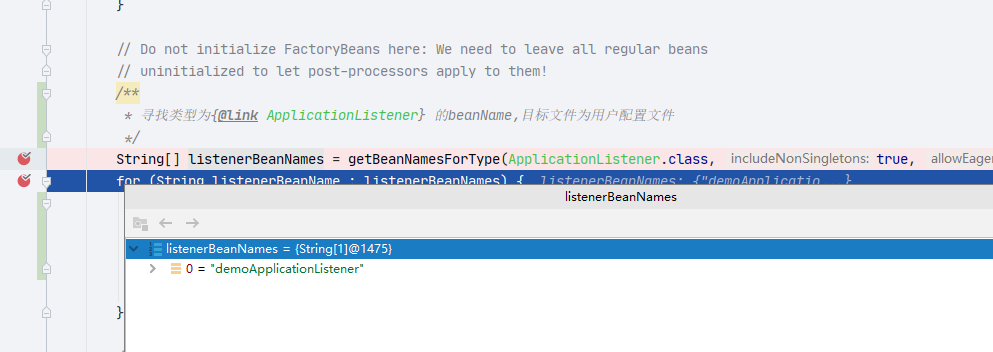 }
// Do not initialize FactoryBeans here: We need to leave all regular beans
// uninitialized to let post-processors apply to them!
/**
* 寻找类型为{@link ApplicationListener} 的beanName,目标文件为用户配置文件
*/
String[] listenerBeanNames = getBeanNamesForType(ApplicationListener.class, includeNonSingletons: true, allowEager
for (String listenerBeanName : listenerBeanNames) { listenerBeanNames: {"demoApplicatio...}
listenerBeanNames
listenerBeanNames = {String[1]@1475}
0 = "demoApplicationListener"
}